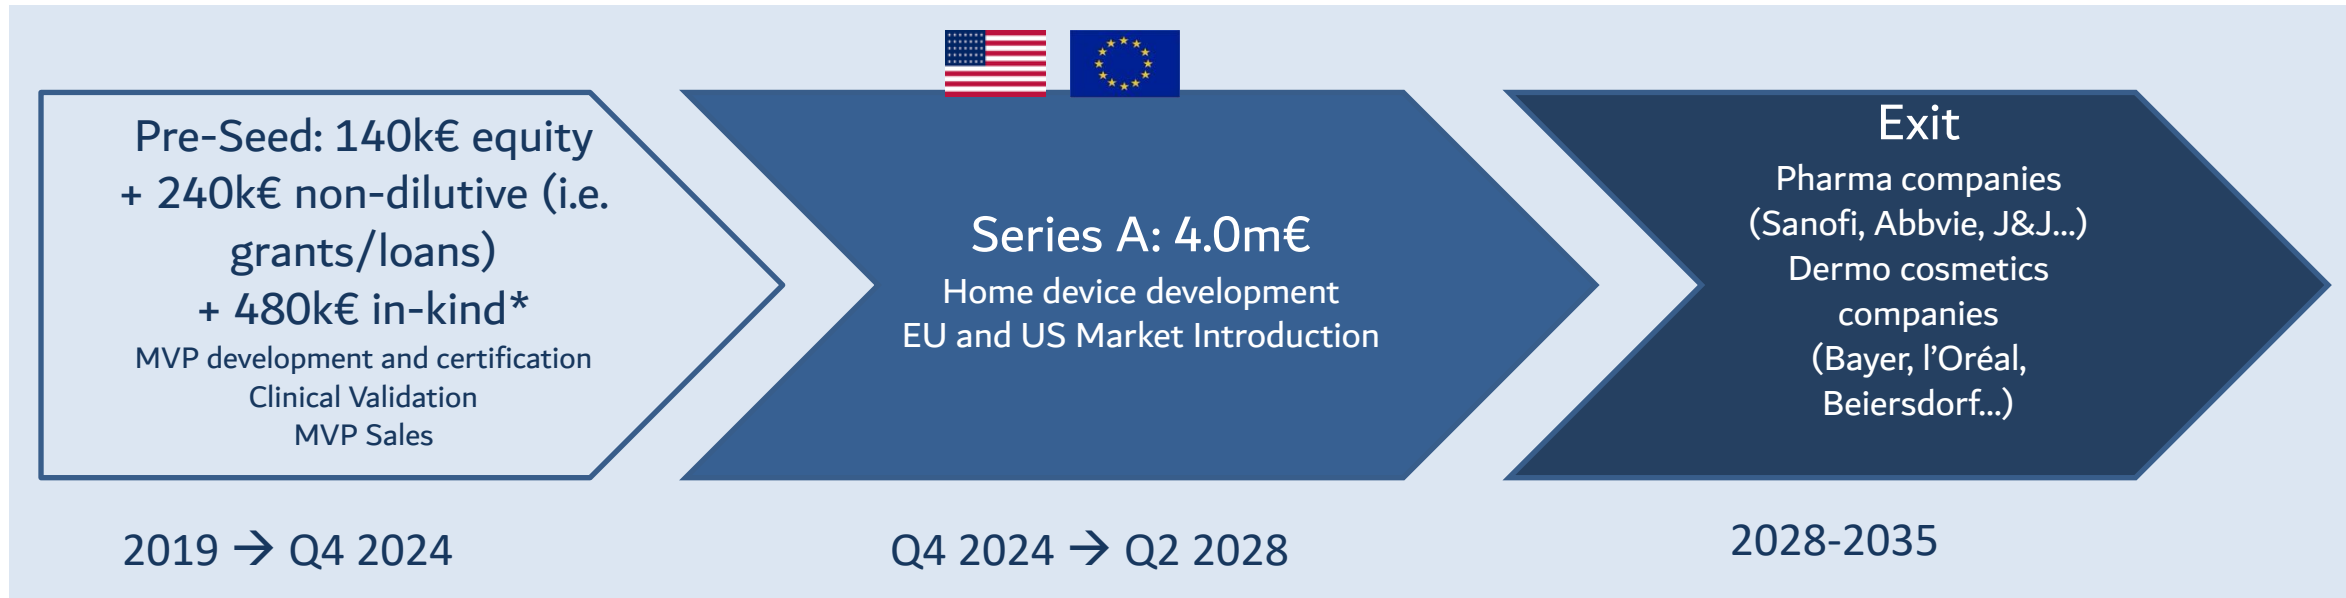 Pre-Seed: 140k€ equity
+ 240k€ non-dilutive (i.e.
grants/loans)
+ 480k€ in-kind*
MVP development and certification
Clinical Validation
MVP Sales
2019 → Q4 2024
Series A: 4.0m€
Home device development
EU and US Market Introduction
Q4 2024 → Q2 2028
Exit
Pharma companies
(Sanofi, Abbvie, J&J...)
Dermo cosmetics
companies
(Bayer, l’Oréal,
Beiersdorf...)
2028-2035